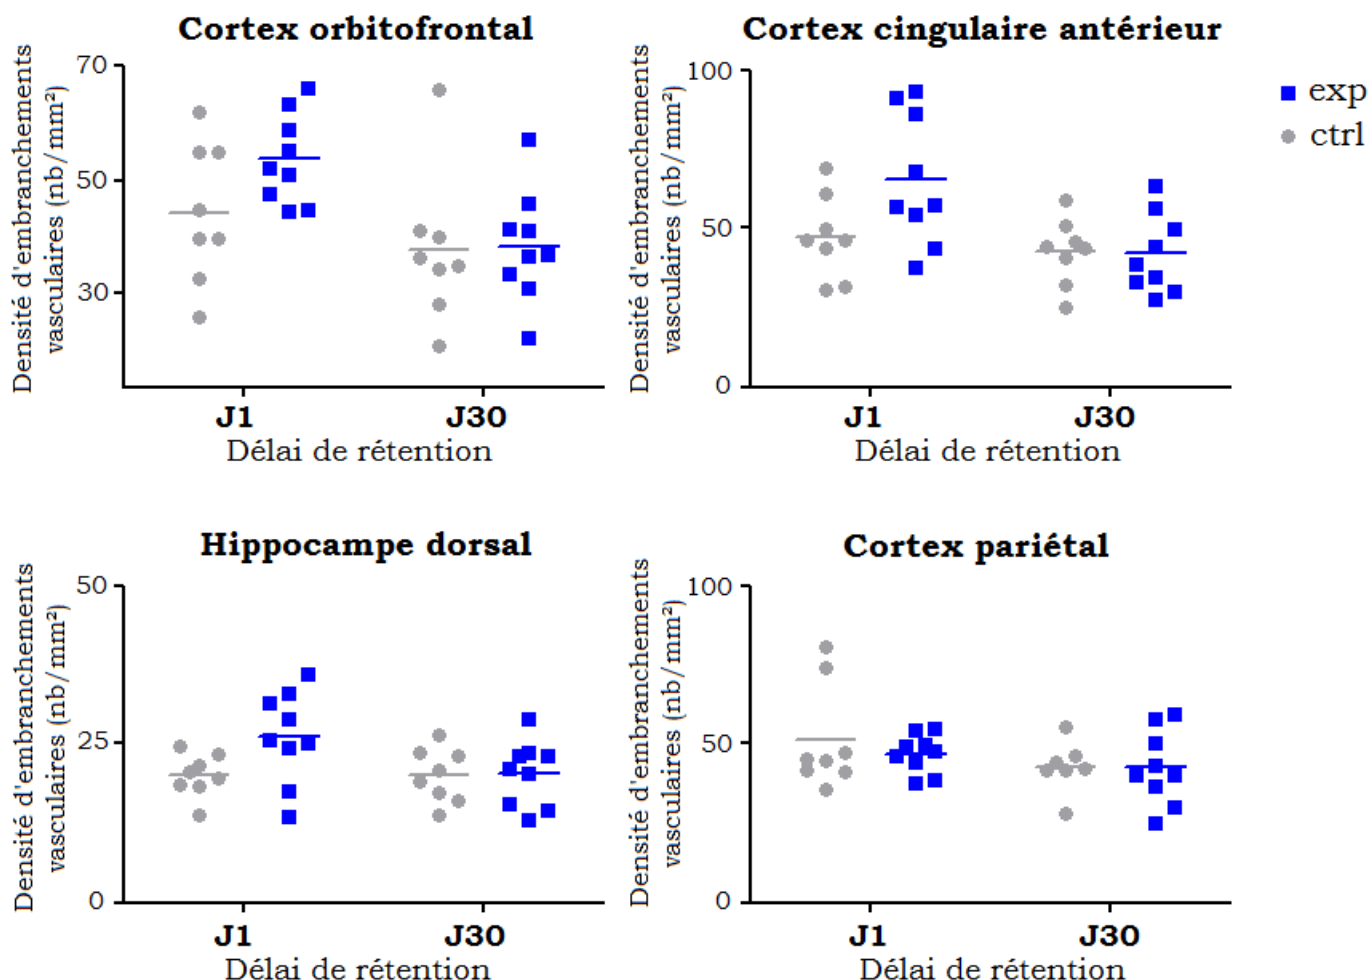 Cortex orbitofrontal
Densité d'embranchements
vasculaires (nb/mm²)
70
50
30
J1
J30
Délai de rétention
Cortex cingulaire antérieur
Densité d'embranchements
vasculaires (nb/mm²)
100
50
0
J1
J30
Délai de rétention
exp
ctrl
Hippocampe dorsal
Densité d'embranchements
vasculaires (nb/mm²)
50
25
0
J1
J30
Délai de rétention
Cortex pariétal
Densité d'embranchements
vasculaires (nb/mm²)
100
50
0
J1
J30
Délai de rétention